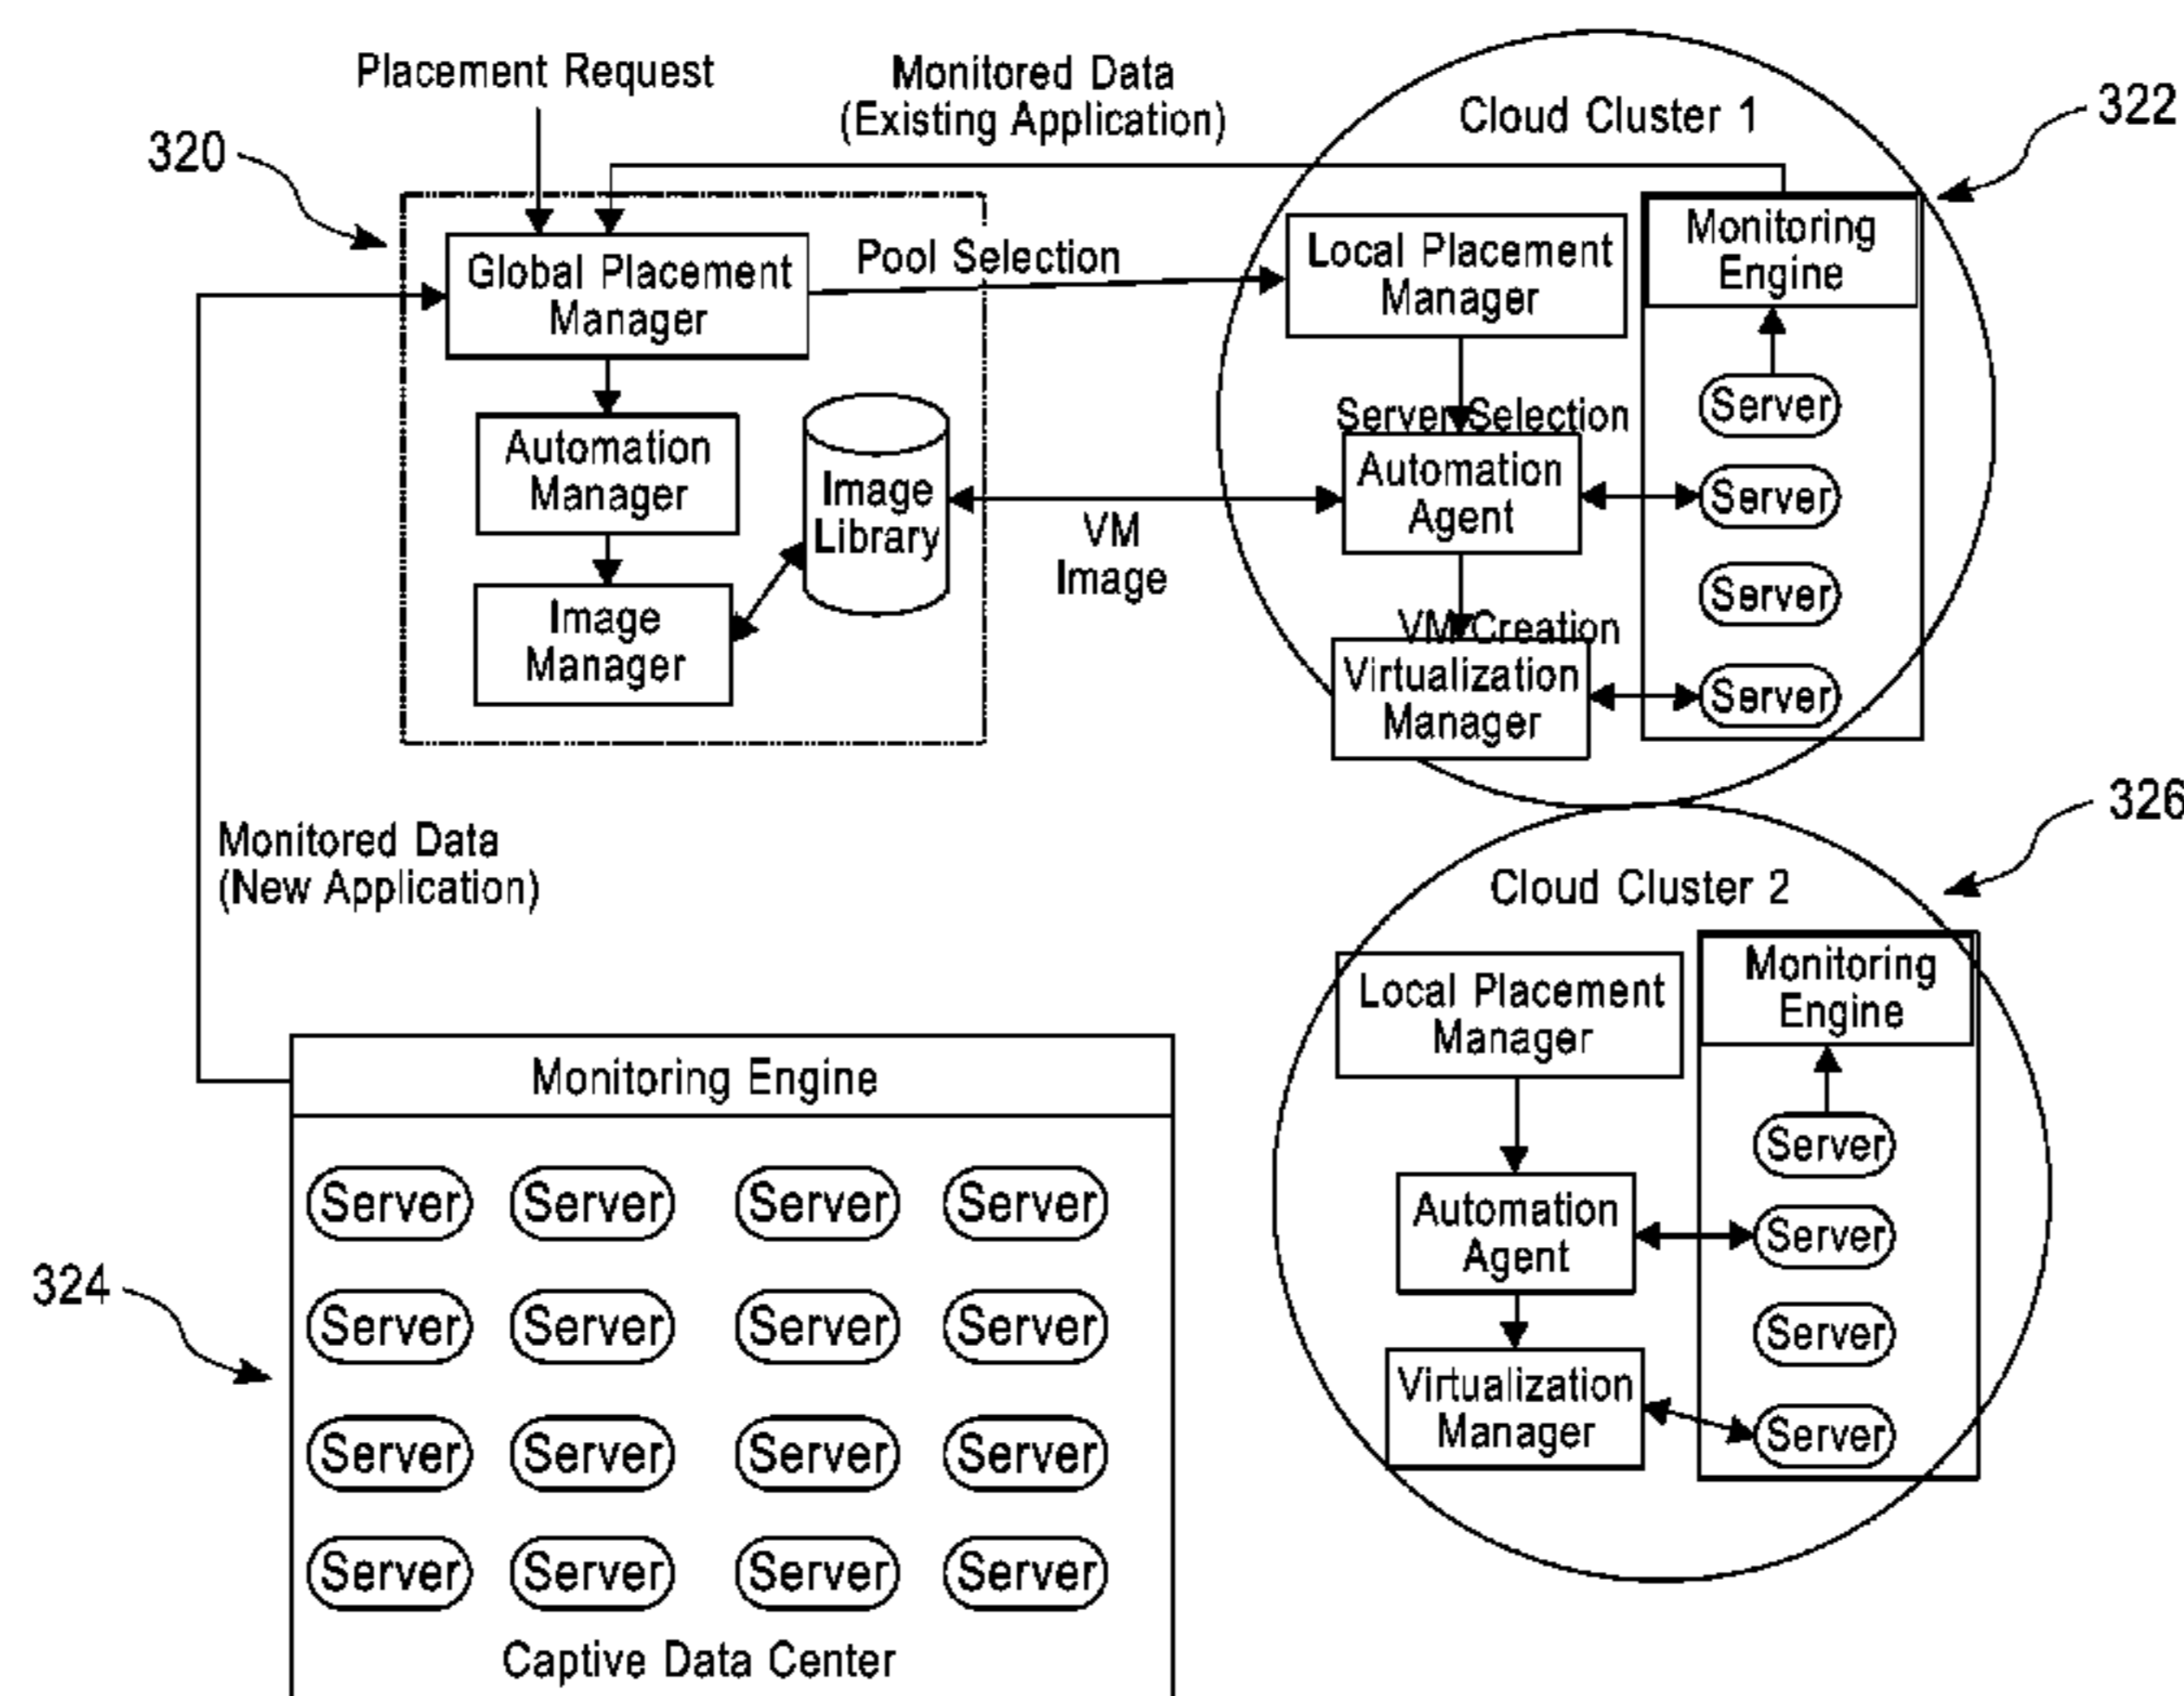 Placement Request
Monitored Data
(Existing Application)
Cloud Cluster 1
322
320
Global Placement
Manager
Pool Selection
Local Placement
Manager
Monitoring
Engine
Server
Server Selection
Automation
Manager
Image
Library
VM
Image
Automation
Agent
Server
Server
Image
Manager
VM Creation
Virtualization
Manager
Server
326
Monitored Data
(New Application)
Cloud Cluster 2
Local Placement
Manager
Monitoring
Engine
Server
Automation
Agent
Server
Server
Virtualization
Manager
Server
Monitoring Engine
324
Server Server Server Server
Server Server Server Server
Server Server Server Server
Server Server Server Server
Captive Data Center